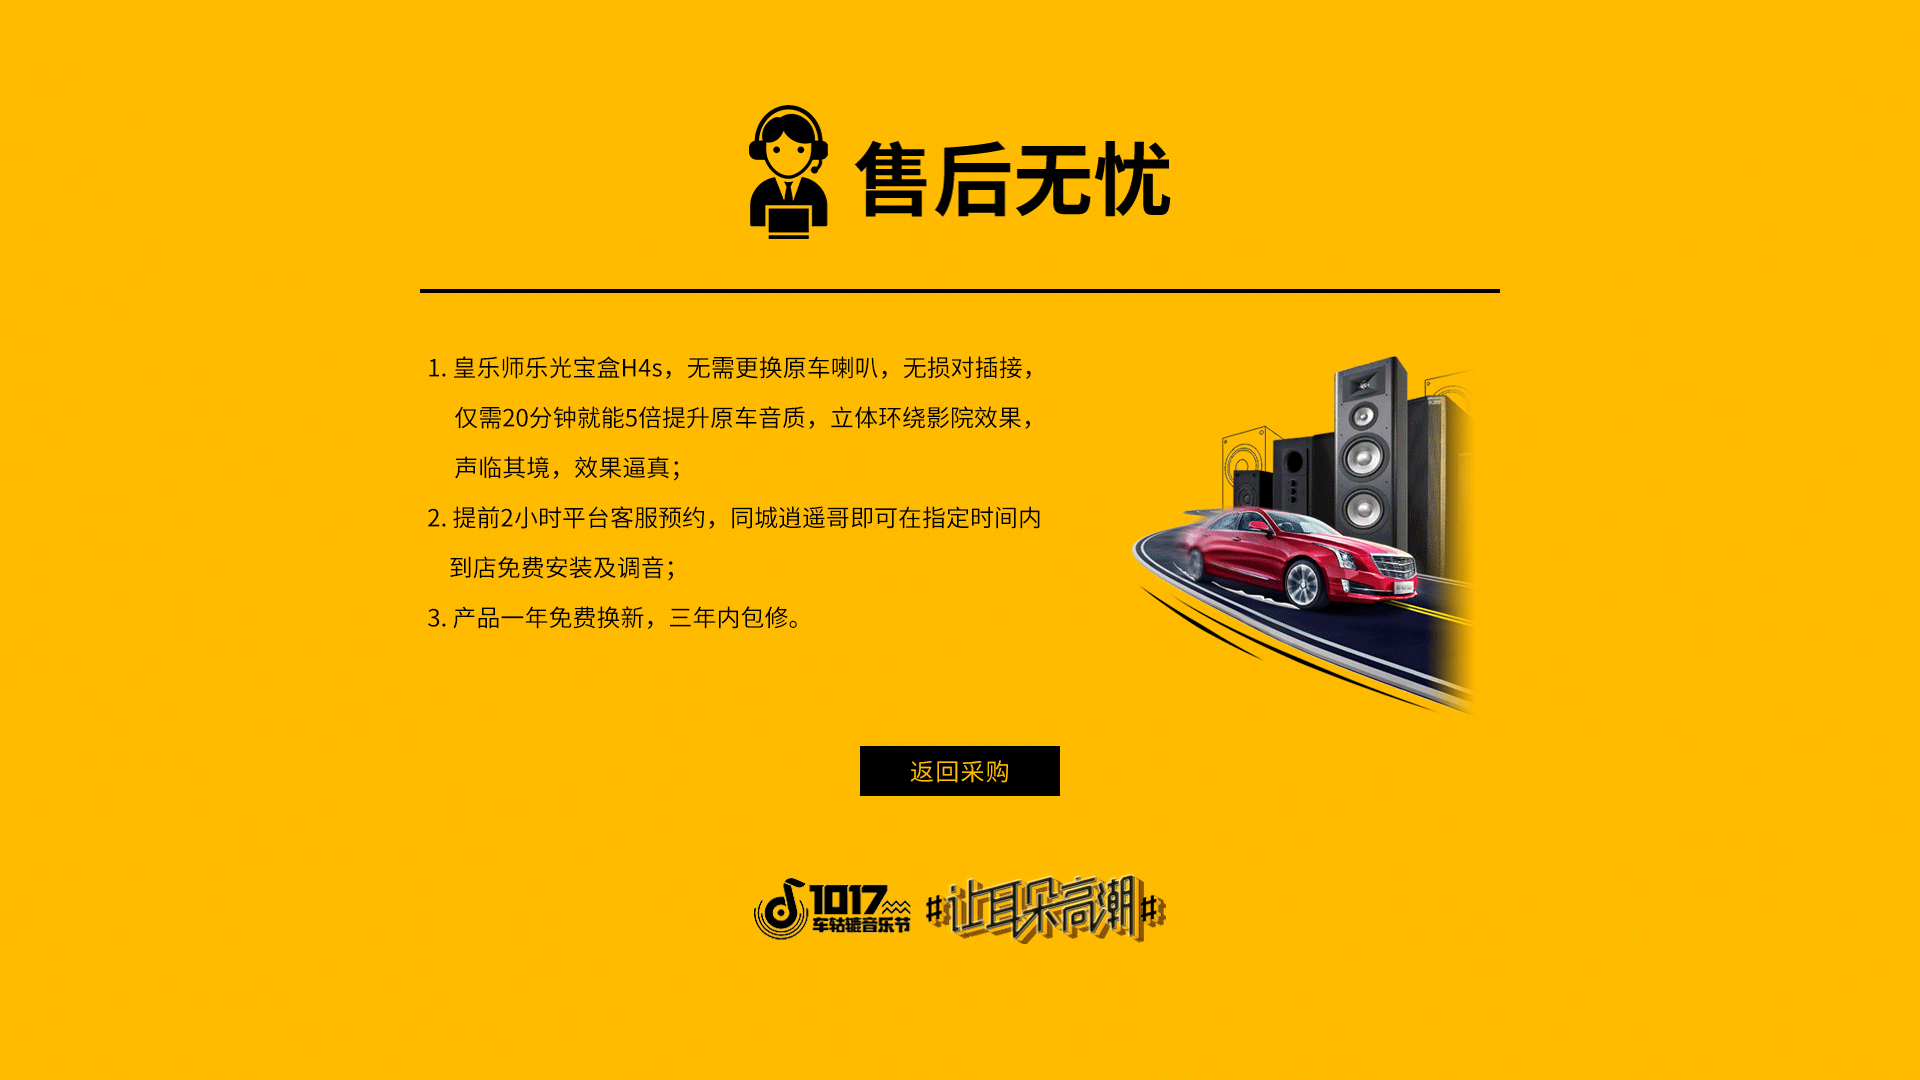 售后无忧
1. 皇乐师乐光宝盒H4s，无需更换原车喇叭，无损对插接，
仅需20分钟就能5倍提升原车音质，立体环绕影院效果，
声临其境，效果逼真；
2. 提前2小时平台客服预约，同城逍遥哥即可在指定时间内
到店免费安装及调音；
3. 产品一年免费换新，三年内包修。
返回采购
1017
车轱辘音乐节
#让耳朵高潮#